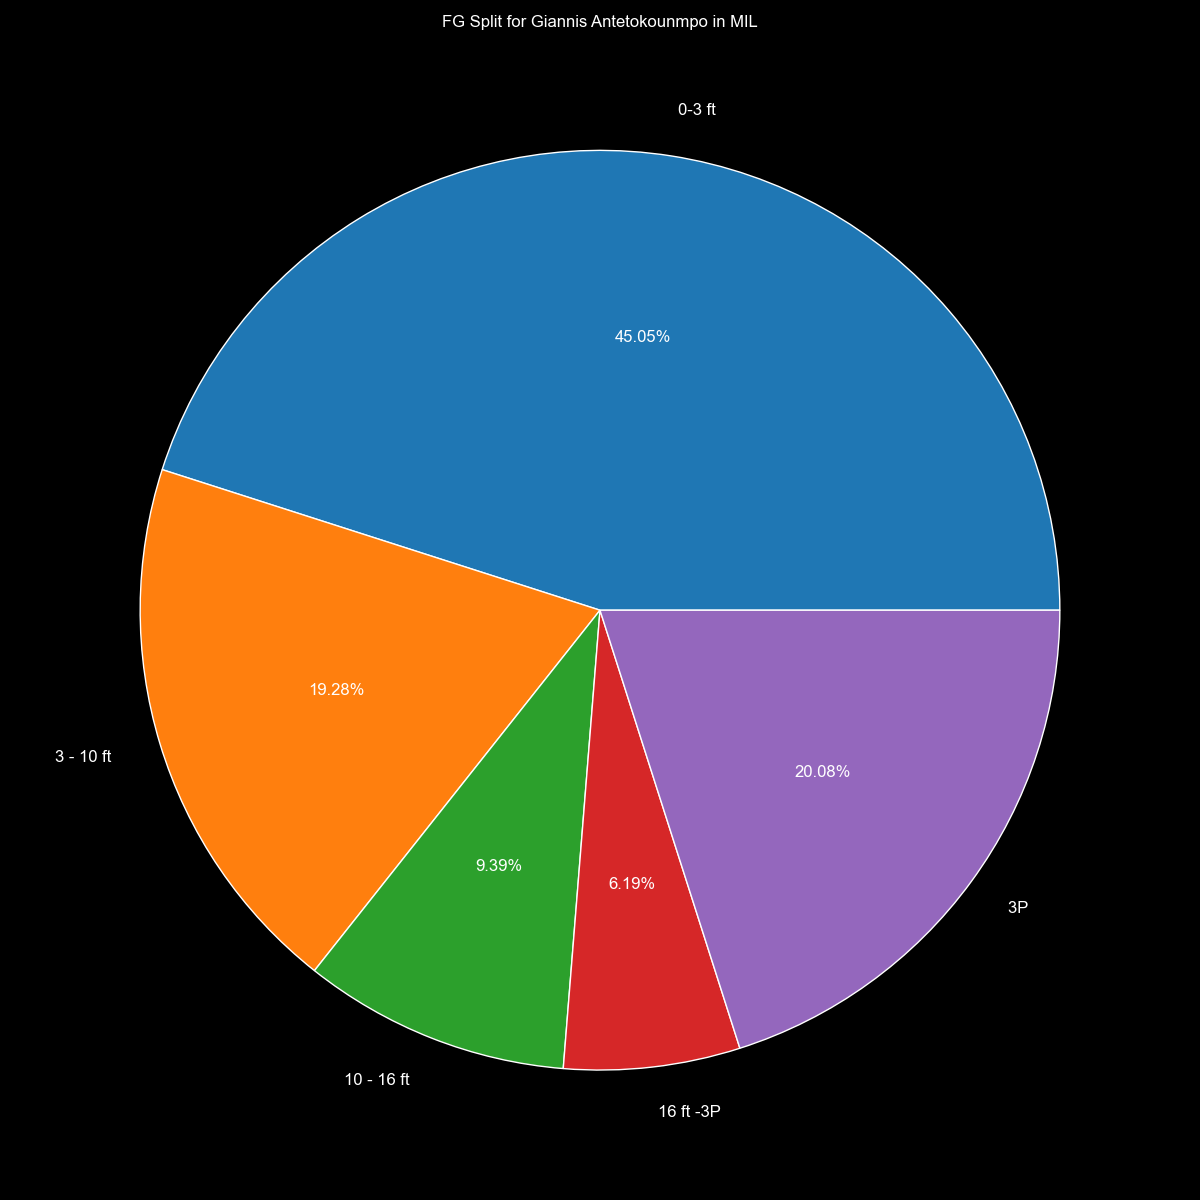 FG Split for Giannis Antetokounmpo in MIL
0-3 ft
45.05%
19.28%
3 - 10 ft
20.08%
9.39%
6.19%
3P
10 - 16 ft
16 ft -3P